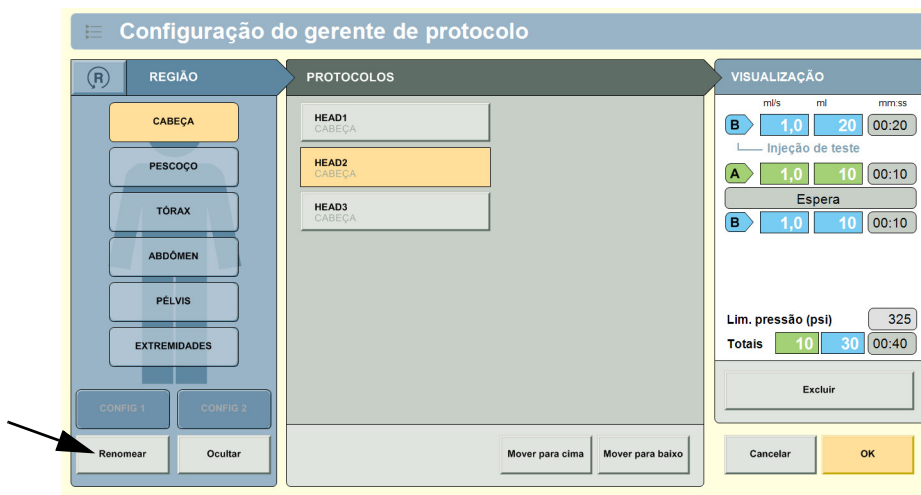 Configuração do gerente de protocolo
R REGIÃO
CABEÇA
PESCOÇO
TÓRAX
ABDÔMEN
PÉLVIS
EXTREMIDADES
CONFIG 1 CONFIG 2
Renomear Ocultar
PROTOCOLOS
HEAD1
CABEÇA
HEAD2
CABEÇA
HEAD3
CABEÇA
Mover para cima Mover para baixo
VISUALIZAÇÃO
ml/s ml mm:ss
B 1,0 20 00:20
Injeção de teste
A 1,0 10 00:10
Espera
B 1,0 10 00:10
Lim. pressão (psi) 325
Totais 10 30 00:40
Excluir
Cancelar OK